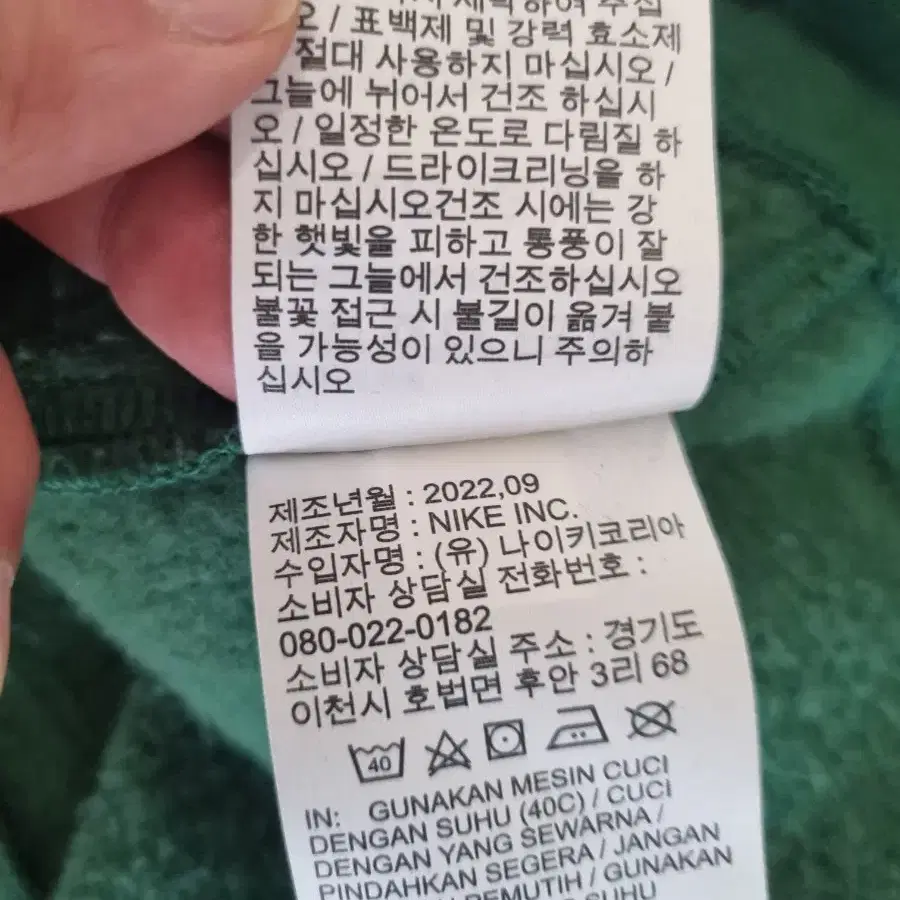 세탁하여 주십
오 / 표백제 및 강력 효소제
절대 사용하지 마십시오 /
그늘에 뉘어서 건조 하십시
오 / 일정한 온도로 다림질 하
십시오 / 드라이크리닝을 하
지 마십시오건조 시에는 강
한 햇빛을 피하고 통풍이 잘
되는 그늘에서 건조하십시오
불꽃 접근 시 불길이 옮겨 붙
을 가능성이 있으니 주의하
십시오
제조년월 : 2022,09
제조자명 : NIKE INC.
수입자명 : (유) 나이키코리아
소비자 상담실 전화번호 :
080-022-0182
소비자 상담실 주소 : 경기도
이천시 호법면 후안 3리 68
40
IN: GUNAKAN MESIN CUCI
DENGAN SUHU (40C) / CUCI
DENGAN YANG SEWARNA /
PINDAHKAN SEGERA / JANGAN
PEMUTIH / GUNAKAN
SUHU